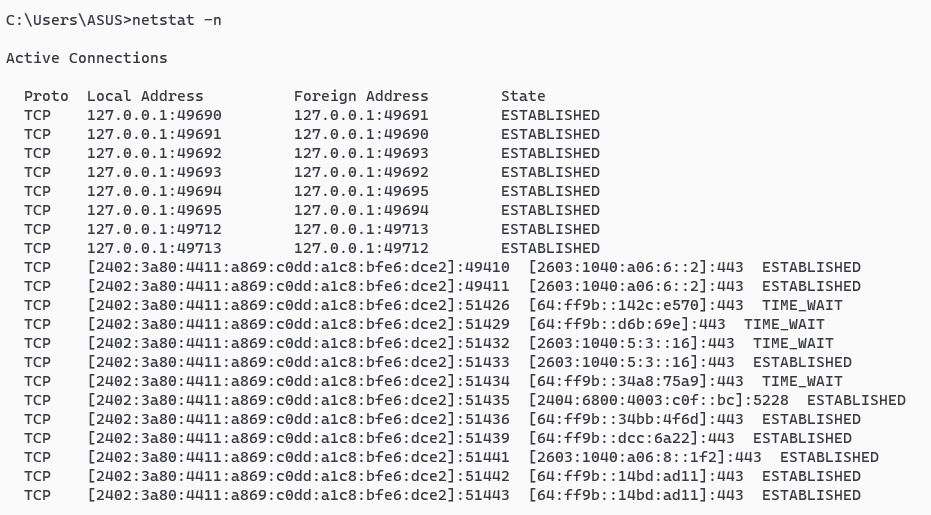 C:\Users\ASUS>netstat -n
Active Connections
Proto  Local Address          Foreign Address        State
TCP    127.0.0.1:49690        127.0.0.1:49691        ESTABLISHED
TCP    127.0.0.1:49691        127.0.0.1:49690        ESTABLISHED
TCP    127.0.0.1:49692        127.0.0.1:49693        ESTABLISHED
TCP    127.0.0.1:49693        127.0.0.1:49692        ESTABLISHED
TCP    127.0.0.1:49694        127.0.0.1:49695        ESTABLISHED
TCP    127.0.0.1:49695        127.0.0.1:49694        ESTABLISHED
TCP    127.0.0.1:49712        127.0.0.1:49713        ESTABLISHED
TCP    127.0.0.1:49713        127.0.0.1:49712        ESTABLISHED
TCP    [2402:3a80:4411:a869:c0dd:a1c8:bfe6:dce2]:49410  [2603:1040:a06:6::2]:443  ESTABLISHED
TCP    [2402:3a80:4411:a869:c0dd:a1c8:bfe6:dce2]:49411  [2603:1040:a06:6::2]:443  ESTABLISHED
TCP    [2402:3a80:4411:a869:c0dd:a1c8:bfe6:dce2]:51426  [64:ff9b::142c:e570]:443  TIME_WAIT
TCP    [2402:3a80:4411:a869:c0dd:a1c8:bfe6:dce2]:51429  [64:ff9b::d6b:69e]:443  TIME_WAIT
TCP    [2402:3a80:4411:a869:c0dd:a1c8:bfe6:dce2]:51432  [2603:1040:5:3::16]:443  TIME_WAIT
TCP    [2402:3a80:4411:a869:c0dd:a1c8:bfe6:dce2]:51433  [2603:1040:5:3::16]:443  ESTABLISHED
TCP    [2402:3a80:4411:a869:c0dd:a1c8:bfe6:dce2]:51434  [64:ff9b::34a8:75a9]:443  TIME_WAIT
TCP    [2402:3a80:4411:a869:c0dd:a1c8:bfe6:dce2]:51435  [2404:6800:4003:c0f::bc]:5228  ESTABLISHED
TCP    [2402:3a80:4411:a869:c0dd:a1c8:bfe6:dce2]:51436  [64:ff9b::34bb:4f6d]:443  ESTABLISHED
TCP    [2402:3a80:4411:a869:c0dd:a1c8:bfe6:dce2]:51439  [64:ff9b::dcc:6a22]:443  ESTABLISHED
TCP    [2402:3a80:4411:a869:c0dd:a1c8:bfe6:dce2]:51441  [2603:1040:a06:8::1f2]:443  ESTABLISHED
TCP    [2402:3a80:4411:a869:c0dd:a1c8:bfe6:dce2]:51442  [64:ff9b::14bd:ad11]:443  ESTABLISHED
TCP    [2402:3a80:4411:a869:c0dd:a1c8:bfe6:dce2]:51443  [64:ff9b::14bd:ad11]:443  ESTABLISHED